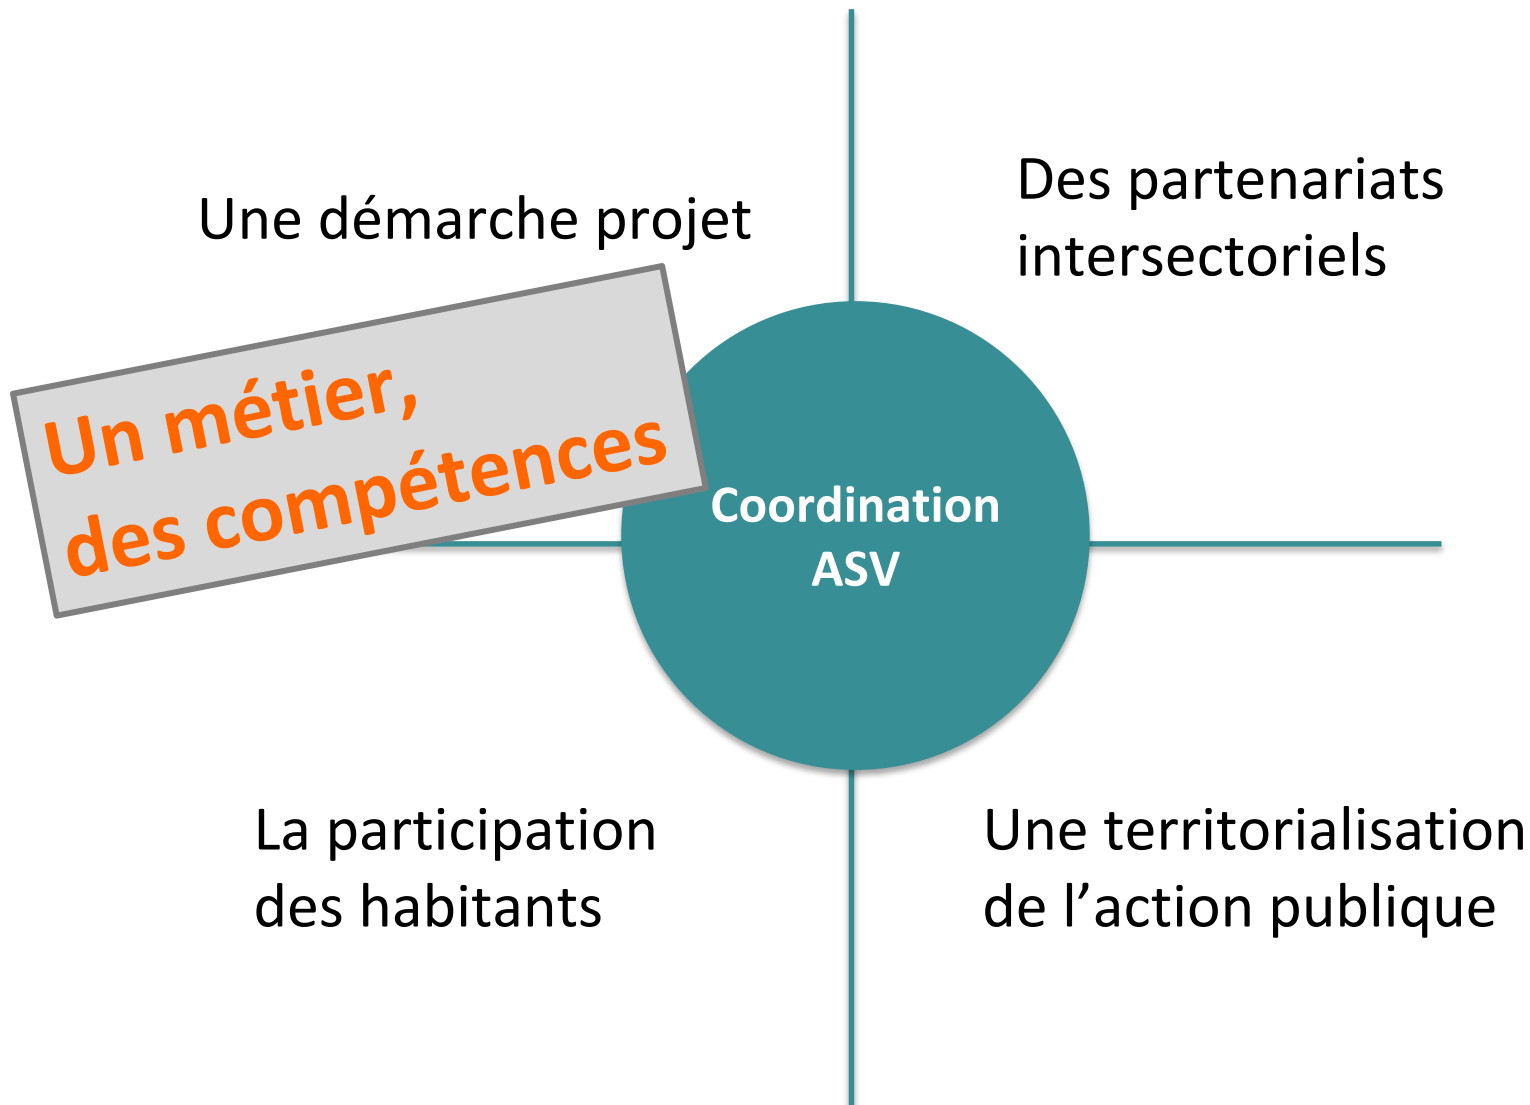 Une démarche projet
Des partenariats
intersectoriels
Un métier,
des compétences
Coordination
ASV
La participation
des habitants
Une territorialisation
de l’action publique